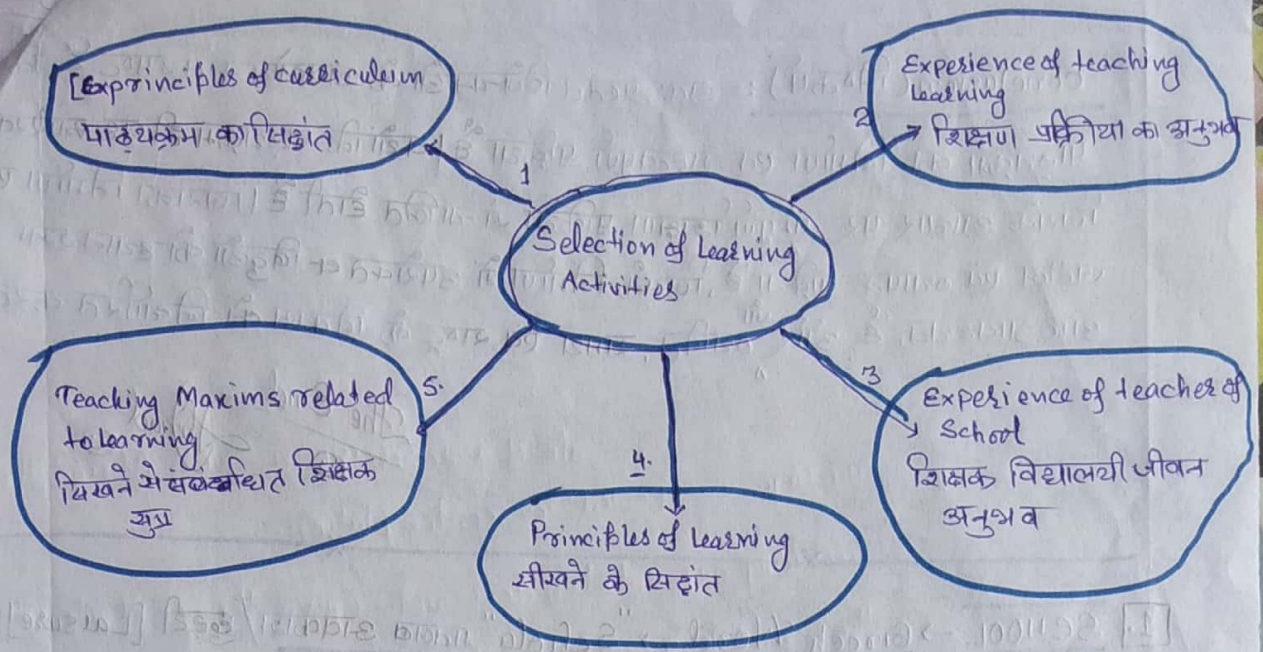 [Exprinciples of curriculum
पाठ्यक्रम का सिद्धांत
1
Experience of teaching
Learning
शिक्षण प्रक्रीया का अनुभव
2
Selection of Learning
Activities
3
Experience of teacher of
School
शिक्षक विद्यालयी जीवन
अनुभव
4.
Principles of Learning
सीखने के सिद्दांत
5.
Teaching Maxims related
to Learning
सिखने से शिक्षक
सुत्र